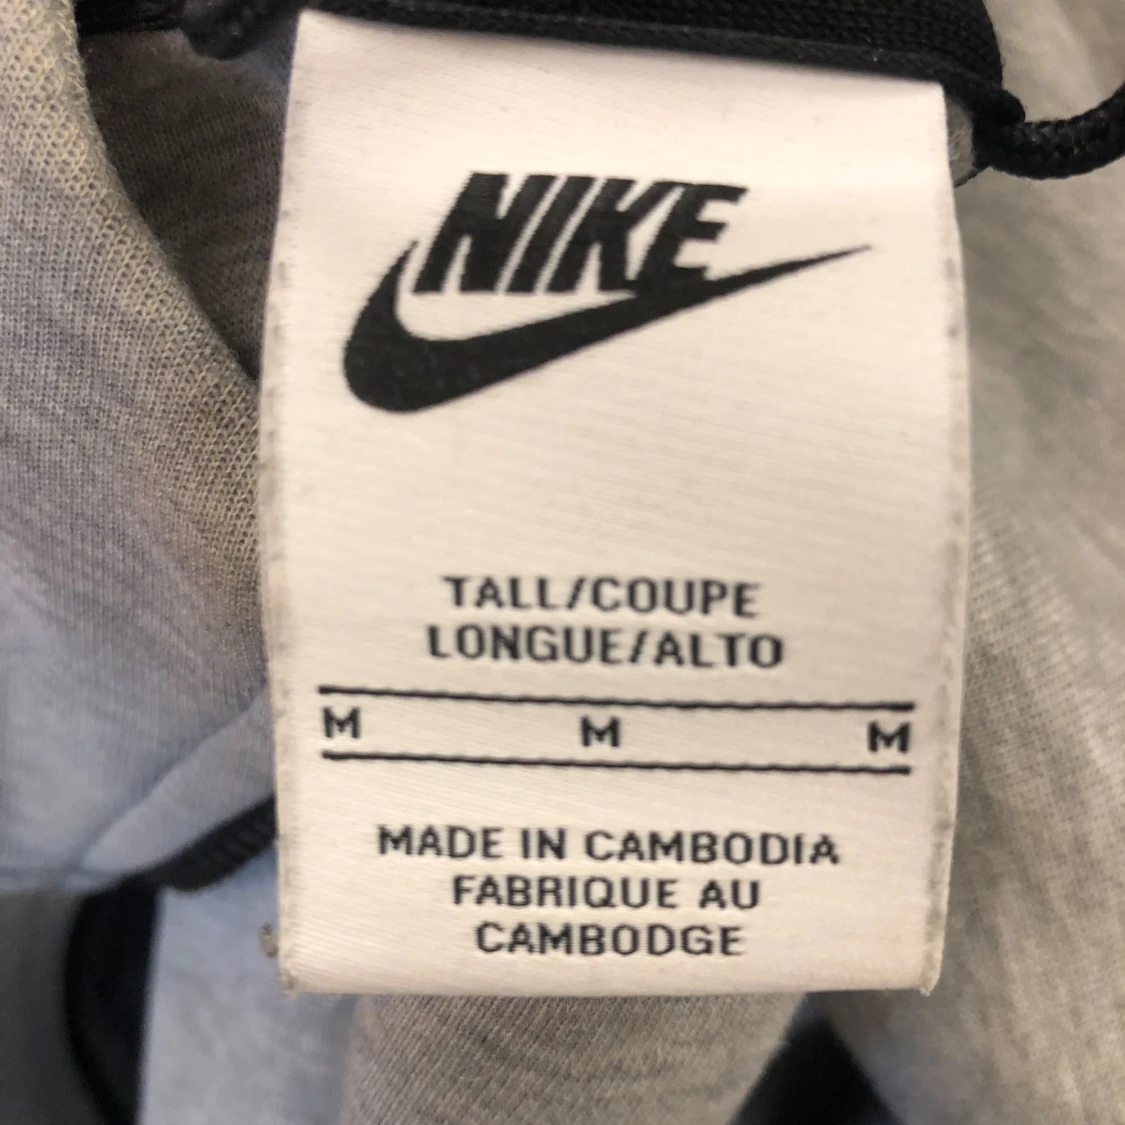 NIKE
TALL/COUPE
LONGUE/ALTO
M M M
MADE IN CAMBODIA
FABRIQUE AU
CAMBODGE